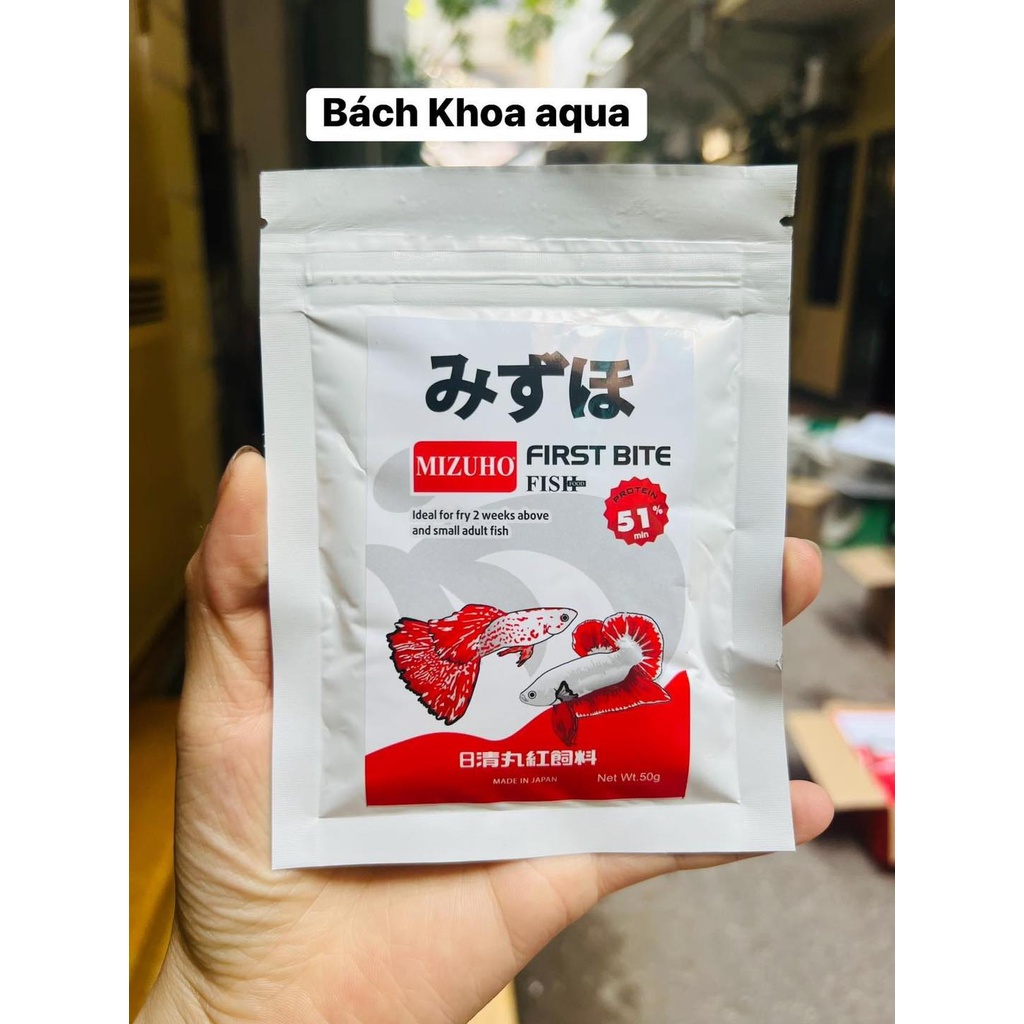 Bách Khoa aqua
みずほ
MIZUHO FIRST BITE
FISH FOOD
Ideal for fry 2 weeks above
and small adult fish
PROTEIN
51%
min
日清丸紅飼料
MADE IN JAPAN
Net Wt.50g